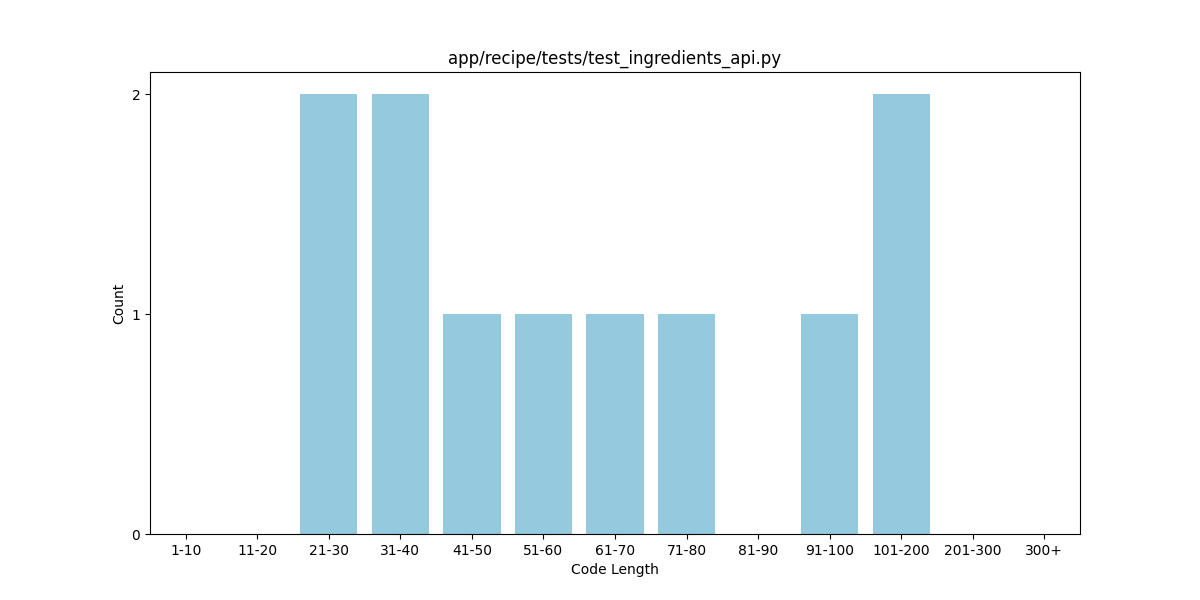 app/recipe/tests/test_ingredients_api.py
2
1
0
Count
1-10 11-20 21-30 31-40 41-50 51-60 61-70 71-80 81-90 91-100 101-200 201-300 300+
Code Length